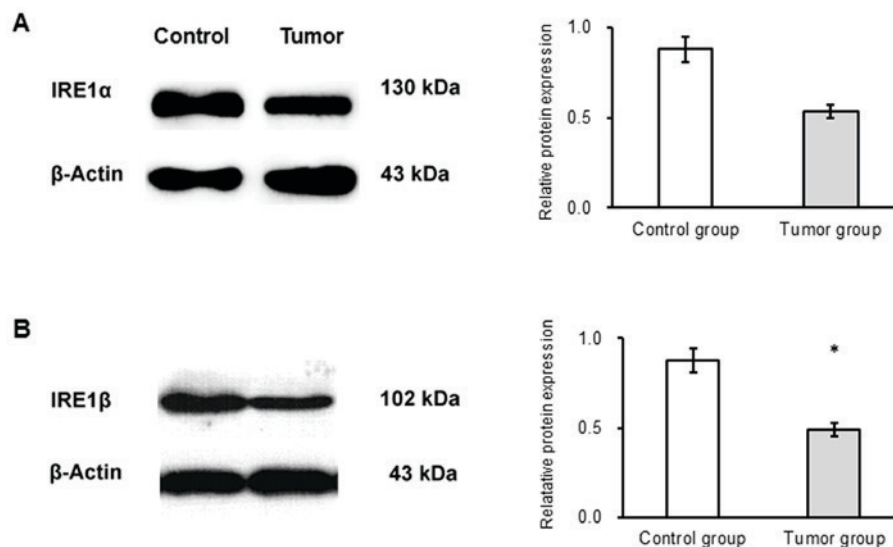 A
Control Tumor
IRE1α 130 kDa
β-Actin 43 kDa
Relative protein expression
1.0
0.5
0.0
Control group Tumor group
B
IRE1β 102 kDa
β-Actin 43 kDa
Relatative protein expression
1.0
0.5
0.0
*
Control group Tumor group